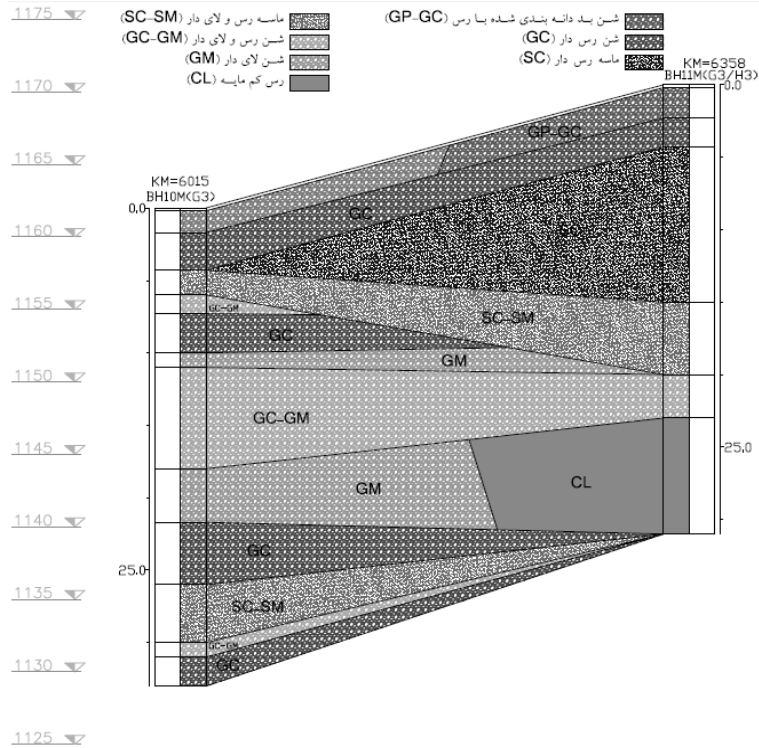 1175
1170
1165
1160
1155
1150
1145
1140
1135
1130
1125
ماسه رس و لای دار (SC-SM)
شن رس و لای دار (GC-GM)
شن لای دار (GM)
رس کم مایه (CL)
شن بد دانه بندی شده با رس (GP-GC)
شن رس دار (GC)
ماسه رس دار (SC)
KM=6358
BH11M(G3/H3)
0.0
KM=6015
BH10M(G3)
0.0
GP-GC
GC
SC-SM
GC-GM
GC
GM
GC-GM
25.0
GM
CL
GC
25.0
SC-SM
GC-GM
GC